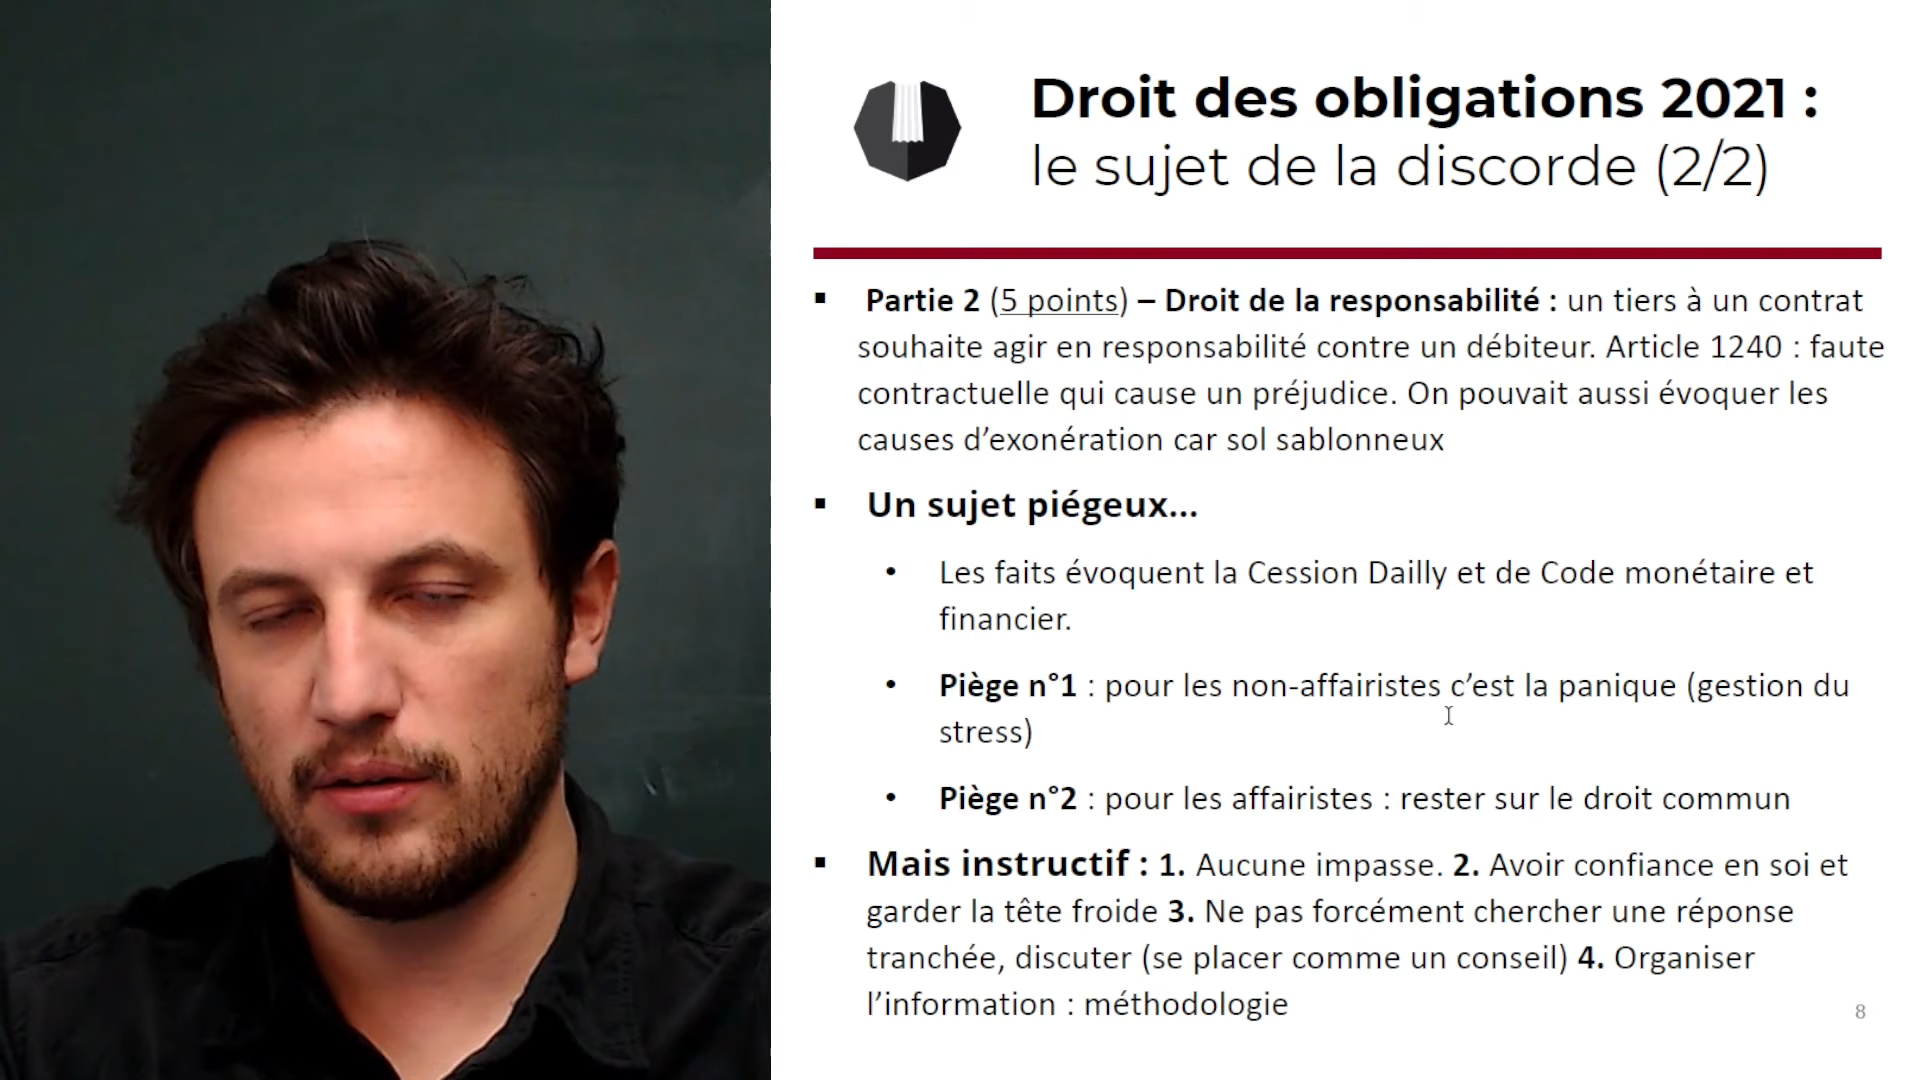 Droit des obligations 2021 :
le sujet de la discorde (2/2)
▪ Partie 2 (5 points) – Droit de la responsabilité : un tiers à un contrat
souhaite agir en responsabilité contre un débiteur. Article 1240 : faute
contractuelle qui cause un préjudice. On pouvait aussi évoquer les
causes d’exonération car sol sablonneux
▪ Un sujet piégeux...
• Les faits évoquent la Cession Dailly et de Code monétaire et
financier.
• Piège n°1 : pour les non-affairistes c’est la panique (gestion du
stress)
• Piège n°2 : pour les affairistes : rester sur le droit commun
▪ Mais instructif : 1. Aucune impasse. 2. Avoir confiance en soi et
garder la tête froide 3. Ne pas forcément chercher une réponse
tranchée, discuter (se placer comme un conseil) 4. Organiser
l’information : méthodologie
8